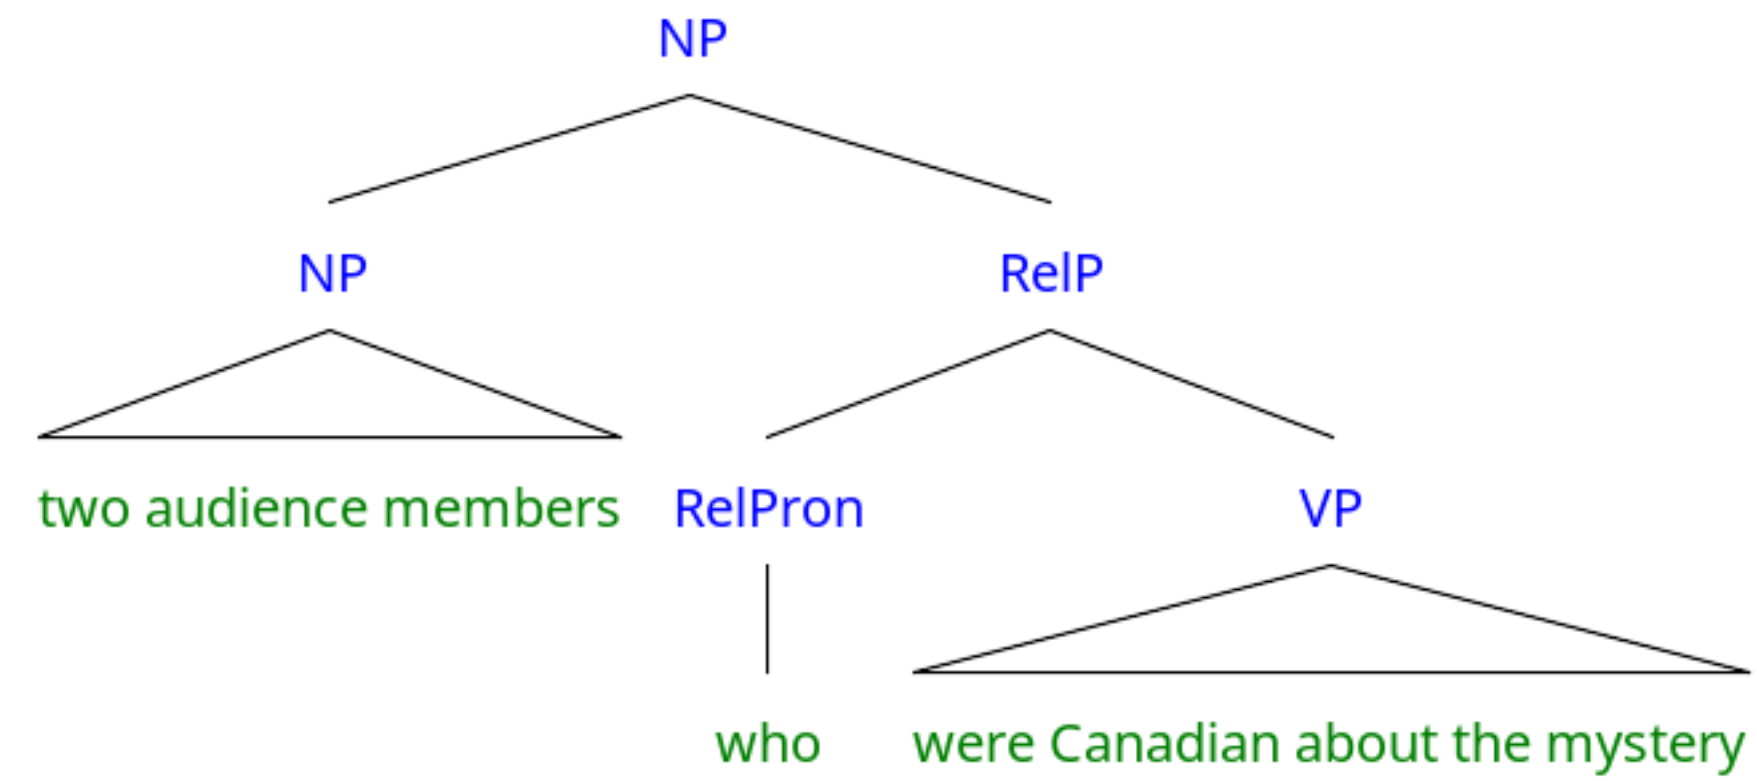 NP
NP RelP
two audience members RelPron VP
who were Canadian about the mystery